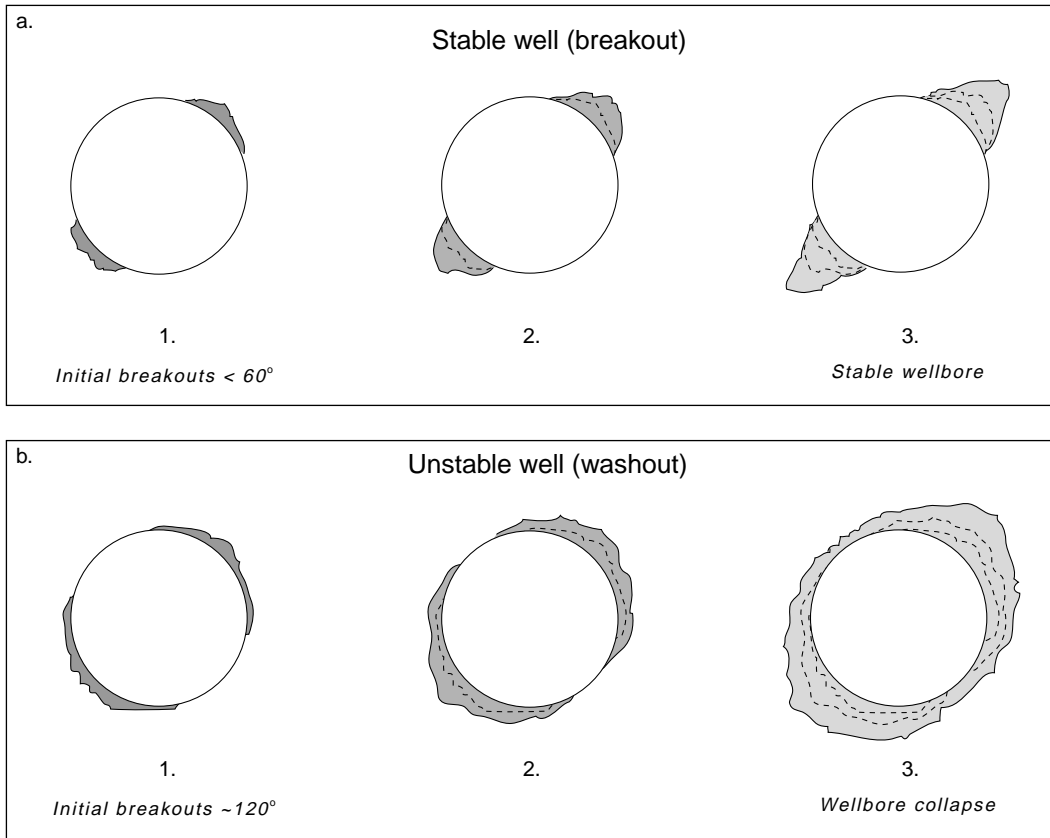 a.
Stable well (breakout)
1.
2.
3.
Initial breakouts < 60°
Stable wellbore
b.
Unstable well (washout)
1.
2.
3.
Initial breakouts ~120°
Wellbore collapse